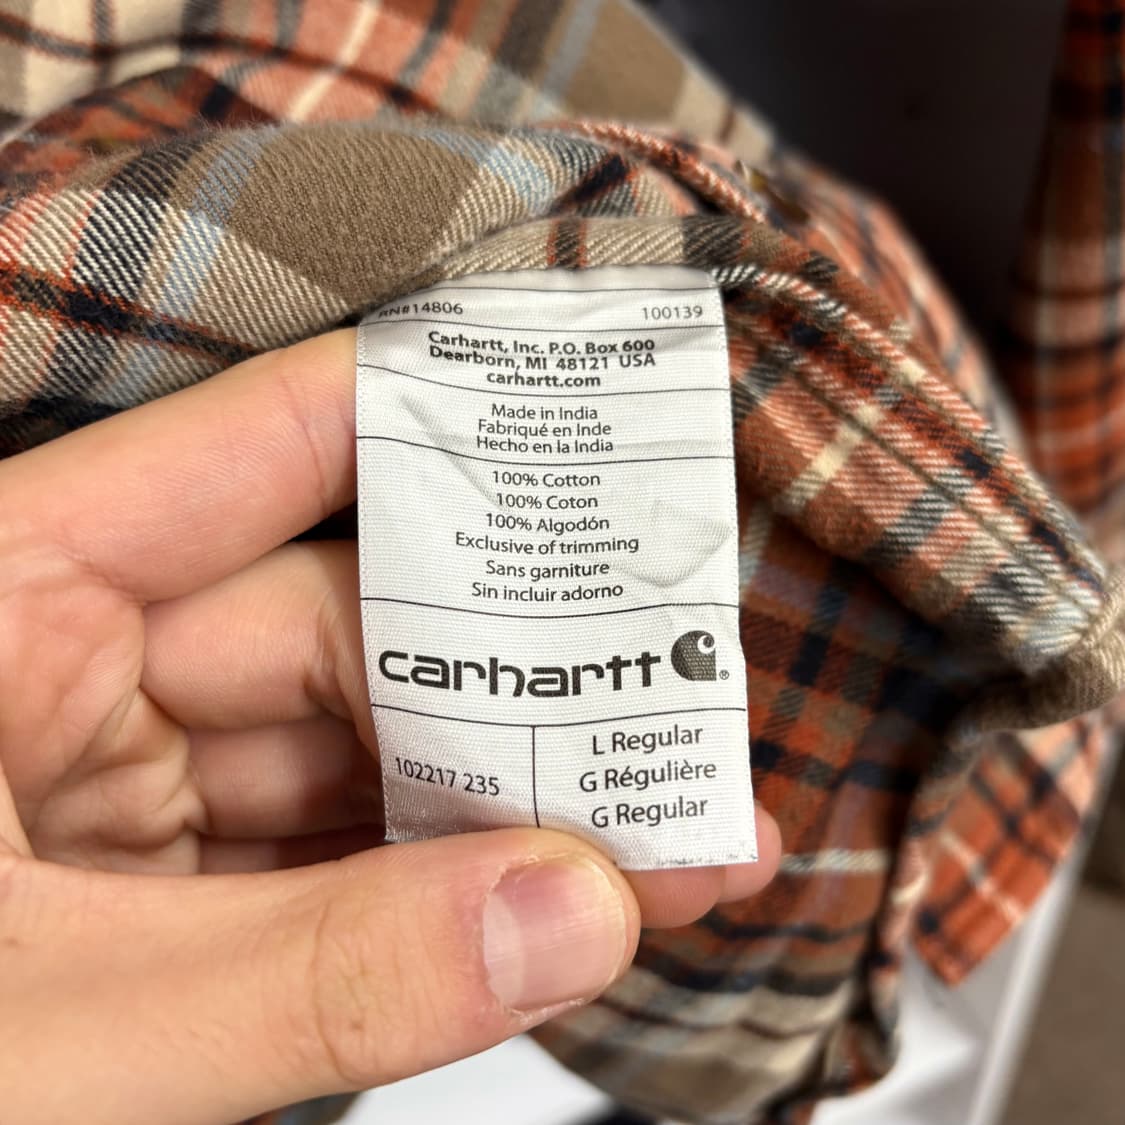 RN#14806 100139
Carhartt, Inc. P.O. Box 600
Dearborn, MI 48121 USA
carhartt.com
Made in India
Fabriqué en Inde
Hecho en la India
100% Cotton
100% Coton
100% Algodón
Exclusive of trimming
Sans garniture
Sin incluir adorno
carhartt ®
102217 235
L Regular
G Régulière
G Regular